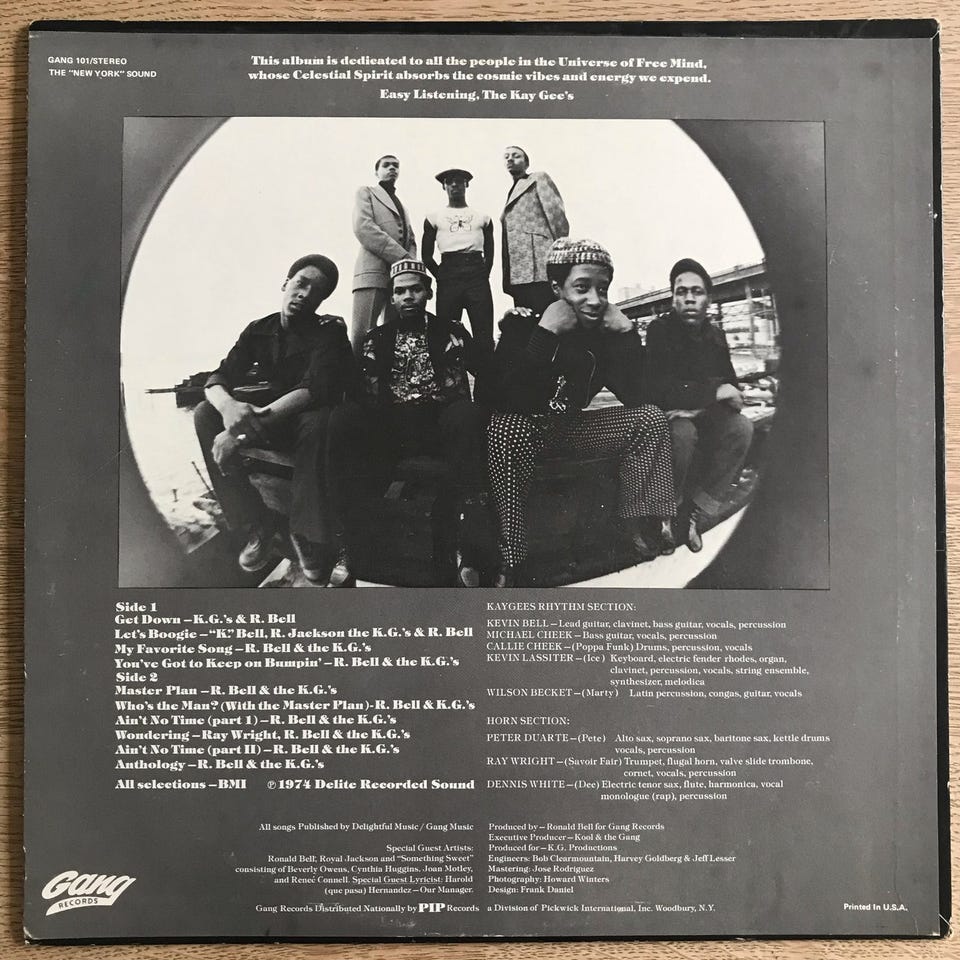 GANG 101/STEREO
THE "NEW YORK" SOUND
This album is dedicated to all the people in the Universe of Free Mind,
whose Celestial Spirit absorbs the cosmic vibes and energy we expend.
Easy Listening, The Kay Gee's
Side 1
Get Down – K.G.'s & R. Bell
Let's Boogie – "K." Bell, R. Jackson the K.G.'s & R. Bell
My Favorite Song – R. Bell & the K.G.'s
You've Got to Keep on Bumpin' – R. Bell & the K.G.'s
Side 2
Master Plan – R. Bell & the K.G.'s
Who's the Man? (With the Master Plan)- R. Bell & K.G.'s
Ain't No Time (part 1) – R. Bell & the K.G.'s
Wondering – Ray Wright, R. Bell & the K.G.'s
Ain't No Time (part II) – R. Bell & the K.G.'s
Anthology – R. Bell & the K.G.'s
All selections – BMI ℗ 1974 Delite Recorded Sound
KAYGEES RHYTHM SECTION:
KEVIN BELL – Lead guitar, clavinet, bass guitar, vocals, percussion
MICHAEL CHEEK – Bass guitar, vocals, percussion
CALLIE CHEEK – (Poppa Funk) Drums, percussion, vocals
KEVIN LASSITER – (Ice) Keyboard, electric fender rhodes, organ,
clavinet, percussion, vocals, string ensemble,
synthesizer, melodica
WILSON BECKET – (Marty) Latin percussion, congas, guitar, vocals
HORN SECTION:
PETER DUARTE – (Pete) Alto sax, soprano sax, baritone sax, kettle drums
vocals, percussion
RAY WRIGHT – (Savoir Fair) Trumpet, flugal horn, valve slide trombone,
cornet, vocals, percussion
DENNIS WHITE – (Dee) Electric tenor sax, flute, harmonica, vocal
monologue (rap), percussion
All songs Published by Delightful Music / Gang Music
Special Guest Artists:
Ronald Bell, Royal Jackson and "Something Sweet"
consisting of Beverly Owens, Cynthia Huggins, Joan Motley,
and Reneé Connell. Special Guest Lyricist: Harold
(que pasa) Hernandez – Our Manager.
Produced by – Ronald Bell for Gang Records
Executive Producer – Kool & the Gang
Produced for – K.G. Productions
Engineers: Bob Clearmountain, Harvey Goldberg & Jeff Lesser
Mastering: Jose Rodriguez
Photography: Howard Winters
Design: Frank Daniel
Gang
RECORDS
Gang Records Distributed Nationally by PIP Records a Division of Pickwick International, Inc. Woodbury, N.Y.
Printed In U.S.A.